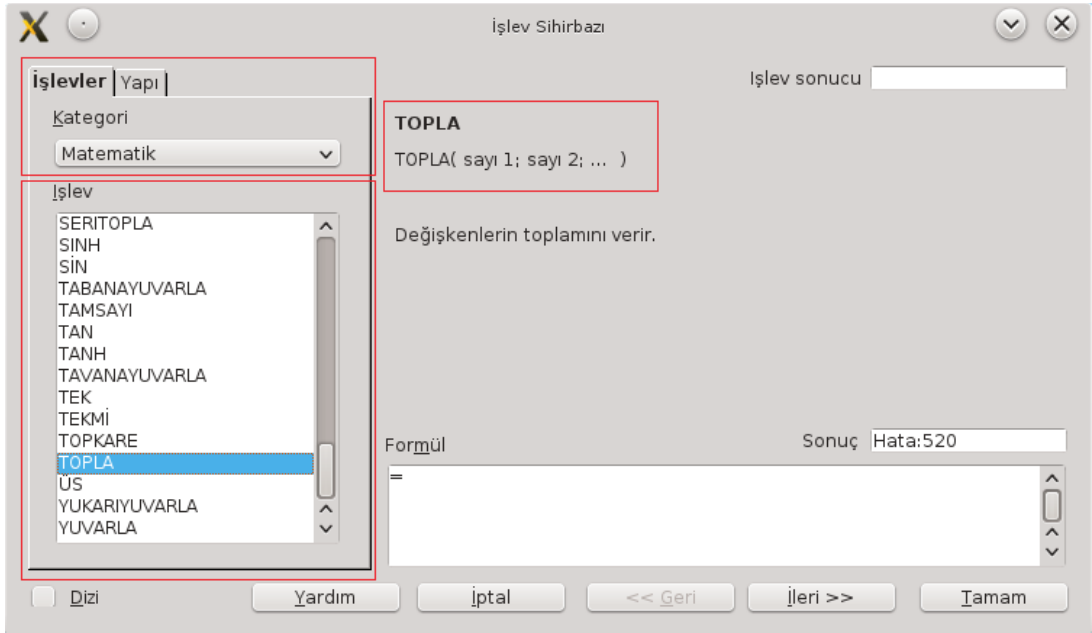 İşlev Sihirbazı
İşlevler Yapı
Kategori
Matematik
İşlev
SERITOPLA
SINH
SİN
TABANAYUVARLA
TAMSAYI
TAN
TANH
TAVANAYUVARLA
TEK
TEKMİ
TOPKARE
TOPLA
ÜS
YUKARIYUVARLA
YUVARLA
İşlev sonucu
TOPLA
TOPLA( sayı 1; sayı 2; ... )
Değişkenlerin toplamını verir.
Formül
Sonuç Hata:520
=
Dizi
Yardım
İptal
<< Geri
İleri >>
Tamam